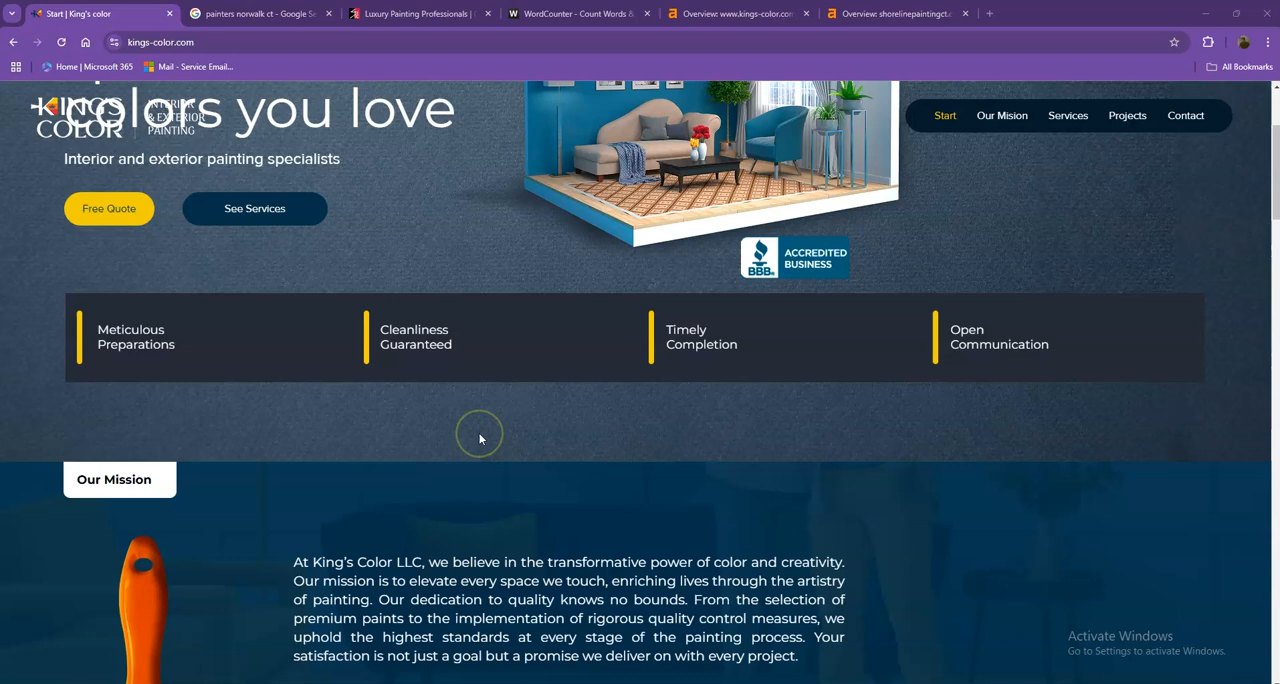 Start | King's color
painters norwalk ct - Google Se
Luxury Painting Professionals |
WordCounter - Count Words &
Overview: www.kings-color.com
Overview: shorelinepaintingct.c
kings-color.com
Home | Microsoft 365
Mail - Service Email...
All Bookmarks
colors you love
KING'S COLOR
INTERIOR & EXTERIOR PAINTING
Start
Our Mision
Services
Projects
Contact
Interior and exterior painting specialists
Free Quote
See Services
BBB.
ACCREDITED
BUSINESS
Meticulous
Preparations
Cleanliness
Guaranteed
Timely
Completion
Open
Communication
Our Mission
At King's Color LLC, we believe in the transformative power of color and creativity.
Our mission is to elevate every space we touch, enriching lives through the artistry
of painting. Our dedication to quality knows no bounds. From the selection of
premium paints to the implementation of rigorous quality control measures, we
uphold the highest standards at every stage of the painting process. Your
satisfaction is not just a goal but a promise we deliver on with every project.
Activate Windows
Go to Settings to activate Windows.